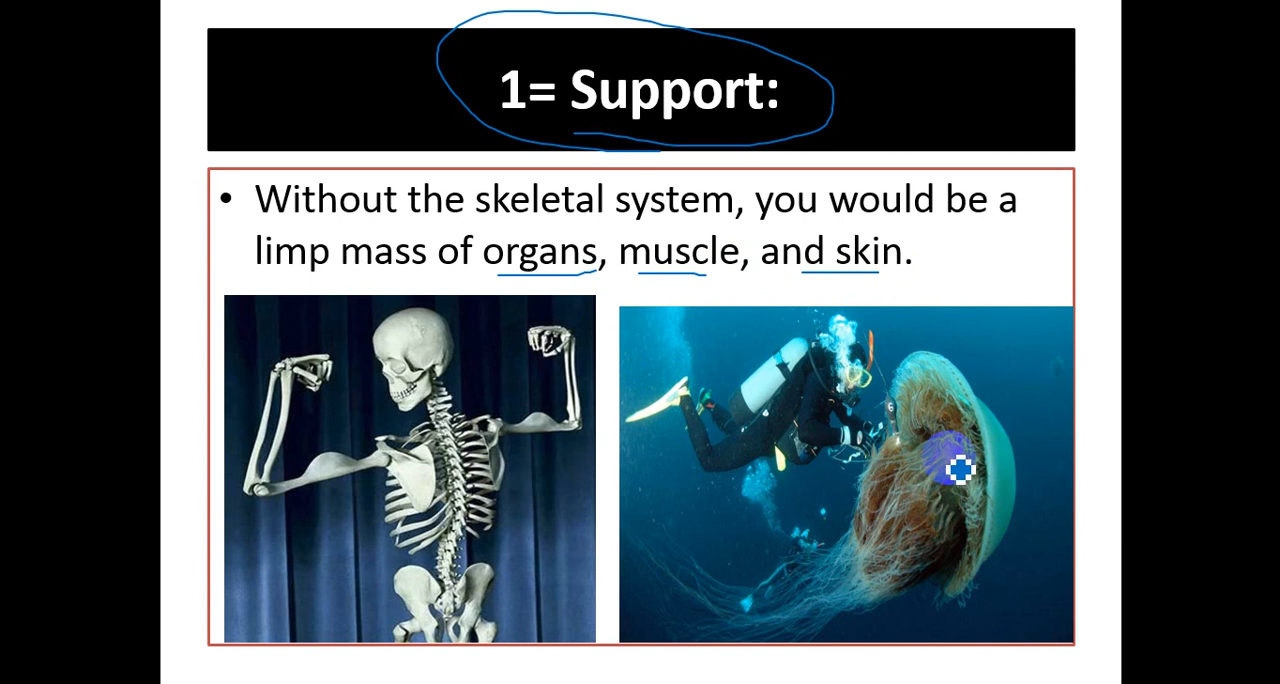 1= Support:
• Without the skeletal system, you would be a
limp mass of organs, muscle, and skin.